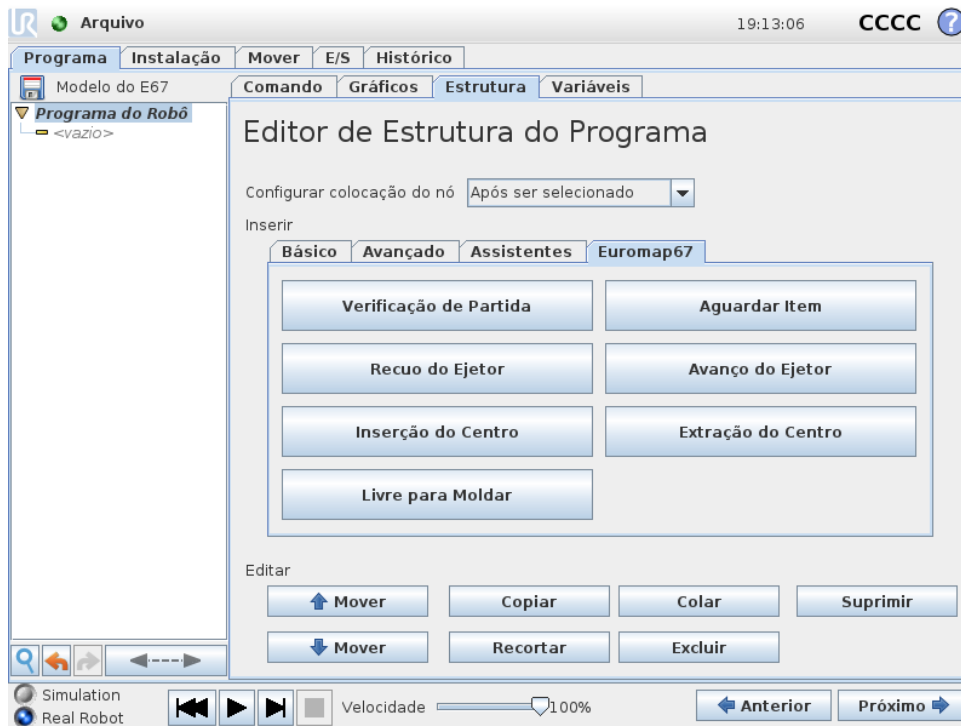 UR Arquivo 19:13:06 CCCC ?
Programa Instalação Mover E/S Histórico
Modelo do E67
Comando Gráficos Estrutura Variáveis
Programa do Robô
<vazio>
Editor de Estrutura do Programa
Configurar colocação do nó Após ser selecionado
Inserir
Básico Avançado Assistentes Euromap67
Verificação de Partida Aguardar Item
Recuo do Ejetor Avanço do Ejetor
Inserção do Centro Extração do Centro
Livre para Moldar
Editar
Mover Copiar Colar Suprimir
Mover Recortar Excluir
Simulation
Real Robot
Velocidade 100%
Anterior Próximo